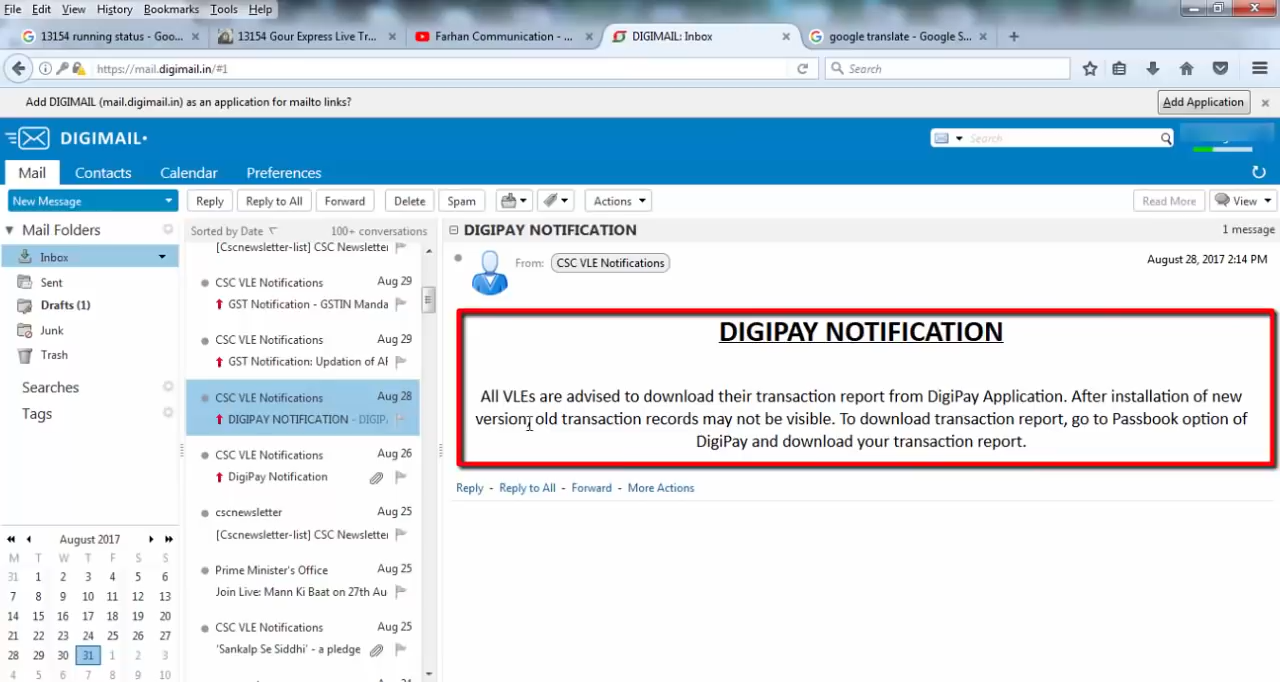 File Edit View History Bookmarks Tools Help
13154 running status - Goo... × 13154 Gour Express Live Tr... × Farhan Communication - ... × DIGIMAIL: Inbox × google translate - Google S... × +
https://mail.digimail.in/#1 Search
Add DIGIMAIL (mail.digimail.in) as an application for mailto links? Add Application ×
DIGIMAIL Search
Mail Contacts Calendar Preferences
New Message Reply Reply to All Forward Delete Spam Actions Read More View
Mail Folders
Inbox
Sent
Drafts (1)
Junk
Trash
Searches
Tags
August 2017
M T W T F S S
31 1 2 3 4 5 6
7 8 9 10 11 12 13
14 15 16 17 18 19 20
21 22 23 24 25 26 27
28 29 30 31 1 2 3
4 5 6 7 8 9 10
Sorted by Date 100+ conversations
[Cscnewsletter-list] CSC Newsletter
CSC VLE Notifications Aug 29
GST Notification - GSTIN Manda
CSC VLE Notifications Aug 29
GST Notification: Updation of AF
CSC VLE Notifications Aug 28
DIGIPAY NOTIFICATION - DIGIP.
CSC VLE Notifications Aug 26
DigiPay Notification
cscnewsletter Aug 25
[Cscnewsletter-list] CSC Newsletter
Prime Minister's Office Aug 25
Join Live: Mann Ki Baat on 27th Au
CSC VLE Notifications Aug 25
'Sankalp Se Siddhi' - a pledge
DIGIPAY NOTIFICATION 1 message
From: CSC VLE Notifications August 28, 2017 2:14 PM
DIGIPAY NOTIFICATION
All VLEs are advised to download their transaction report from DigiPay Application. After installation of new
version, old transaction records may not be visible. To download transaction report, go to Passbook option of
DigiPay and download your transaction report.
Reply - Reply to All - Forward - More Actions